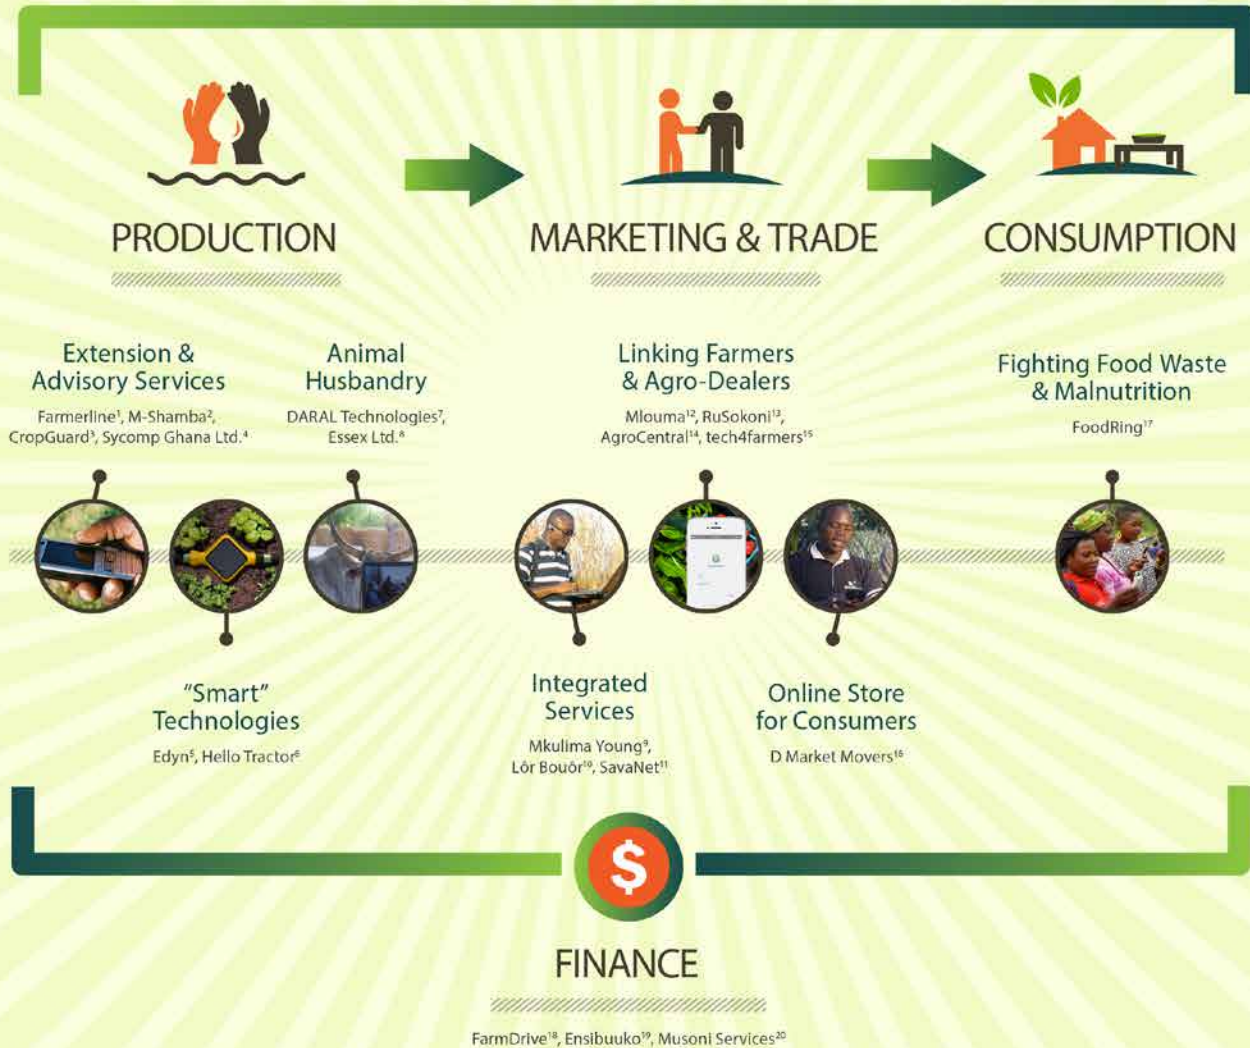 PRODUCTION
MARKETING & TRADE
CONSUMPTION
Extension &
Advisory Services
Farmerline¹, M-Shamba²,
CropGuard³, Sycomp Ghana Ltd.⁴
Animal
Husbandry
DARAL Technologies⁷,
Essex Ltd.⁸
Linking Farmers
& Agro-Dealers
Mlouma¹², RuSokoni¹³,
AgroCentral¹⁴, tech4farmers¹⁵
Fighting Food Waste
& Malnutrition
FoodRing¹⁷
"Smart"
Technologies
Edyn⁵, Hello Tractor⁶
Integrated
Services
Mkulima Young⁹,
Lôr Bouôr¹⁰, SavaNet¹¹
Online Store
for Consumers
D Market Movers¹⁶
$
FINANCE
FarmDrive¹⁸, Ensibuuko¹⁹, Musoni Services²⁰